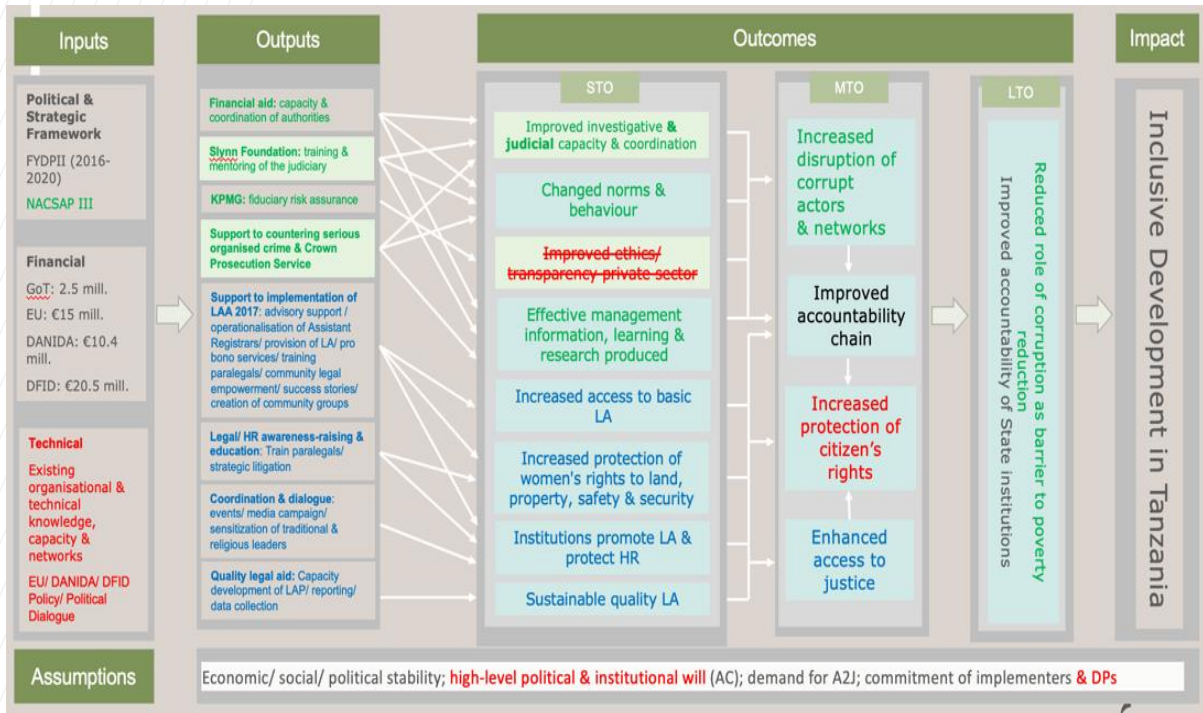 Inputs
Political &
Strategic
Framework
FYDPII (2016-
2020)
NACSAP III
Financial
GoT: 2.5 mill.
EU: €15 mill.
DANIDA: €10.4
mill.
DFID: €20.5 mill.
Technical
Existing
organisational &
technical
knowledge,
capacity &
networks
EU/ DANIDA/ DFID
Policy/ Political
Dialogue
Outputs
Financial aid: capacity &
coordination of authorities
Slynn Foundation: training &
mentoring of the judiciary
KPMG: fiduciary risk assurance
Support to countering serious
organised crime & Crown
Prosecution Service
Support to implementation of
LAA 2017: advisory support /
operationalisation of Assistant
Registrars/ provision of LA/ pro
bono services/ training
paralegals/ community legal
empowerment/ success stories/
creation of community groups
Legal/ HR awareness-raising &
education: Train paralegals/
strategic litigation
Coordination & dialogue:
events/ media campaign/
sensitization of traditional &
religious leaders
Quality legal aid: Capacity
development of LAP/ reporting/
data collection
Outcomes
STO
Improved investigative &
judicial capacity & coordination
Changed norms &
behaviour
Improved ethics/
transparency private sector
Effective management
information, learning &
research produced
Increased access to basic
LA
Increased protection of
women's rights to land,
property, safety & security
Institutions promote LA &
protect HR
Sustainable quality LA
MTO
Increased
disruption of
corrupt
actors
& networks
Improved
accountability
chain
Increased
protection of
citizen's
rights
Enhanced
access to
justice
LTO
Reduced role of corruption as barrier to poverty
reduction
Improved accountability of State institutions
Impact
Inclusive Development in Tanzania
Assumptions
Economic/ social/ political stability; high-level political & institutional will (AC); demand for A2J; commitment of implementers & DPs